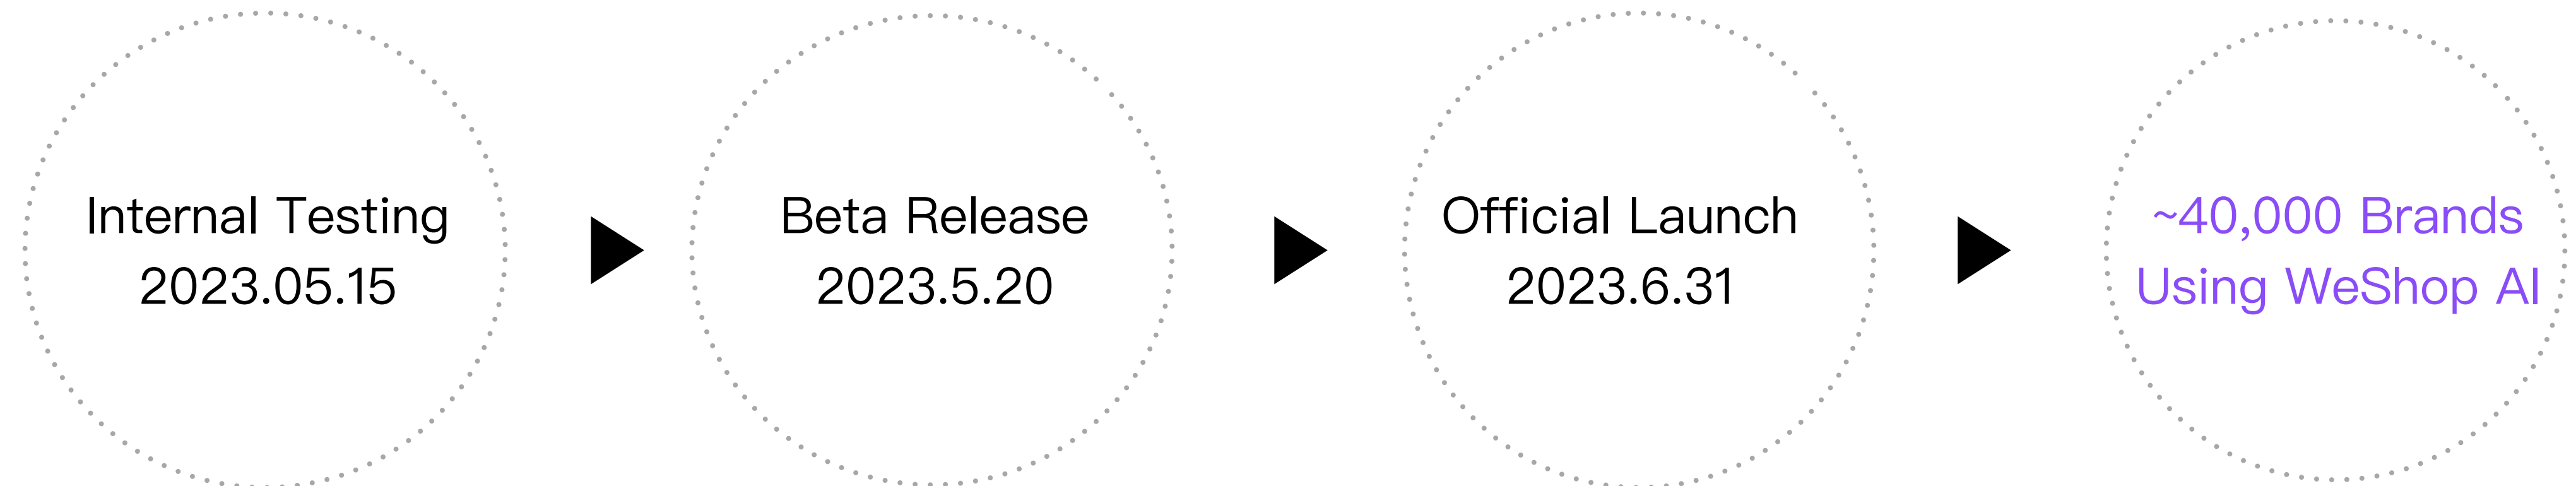 Internal Testing
2023.05.15
Beta Release
2023.5.20
Official Launch
2023.6.31
~40,000 Brands
Using WeShop AI